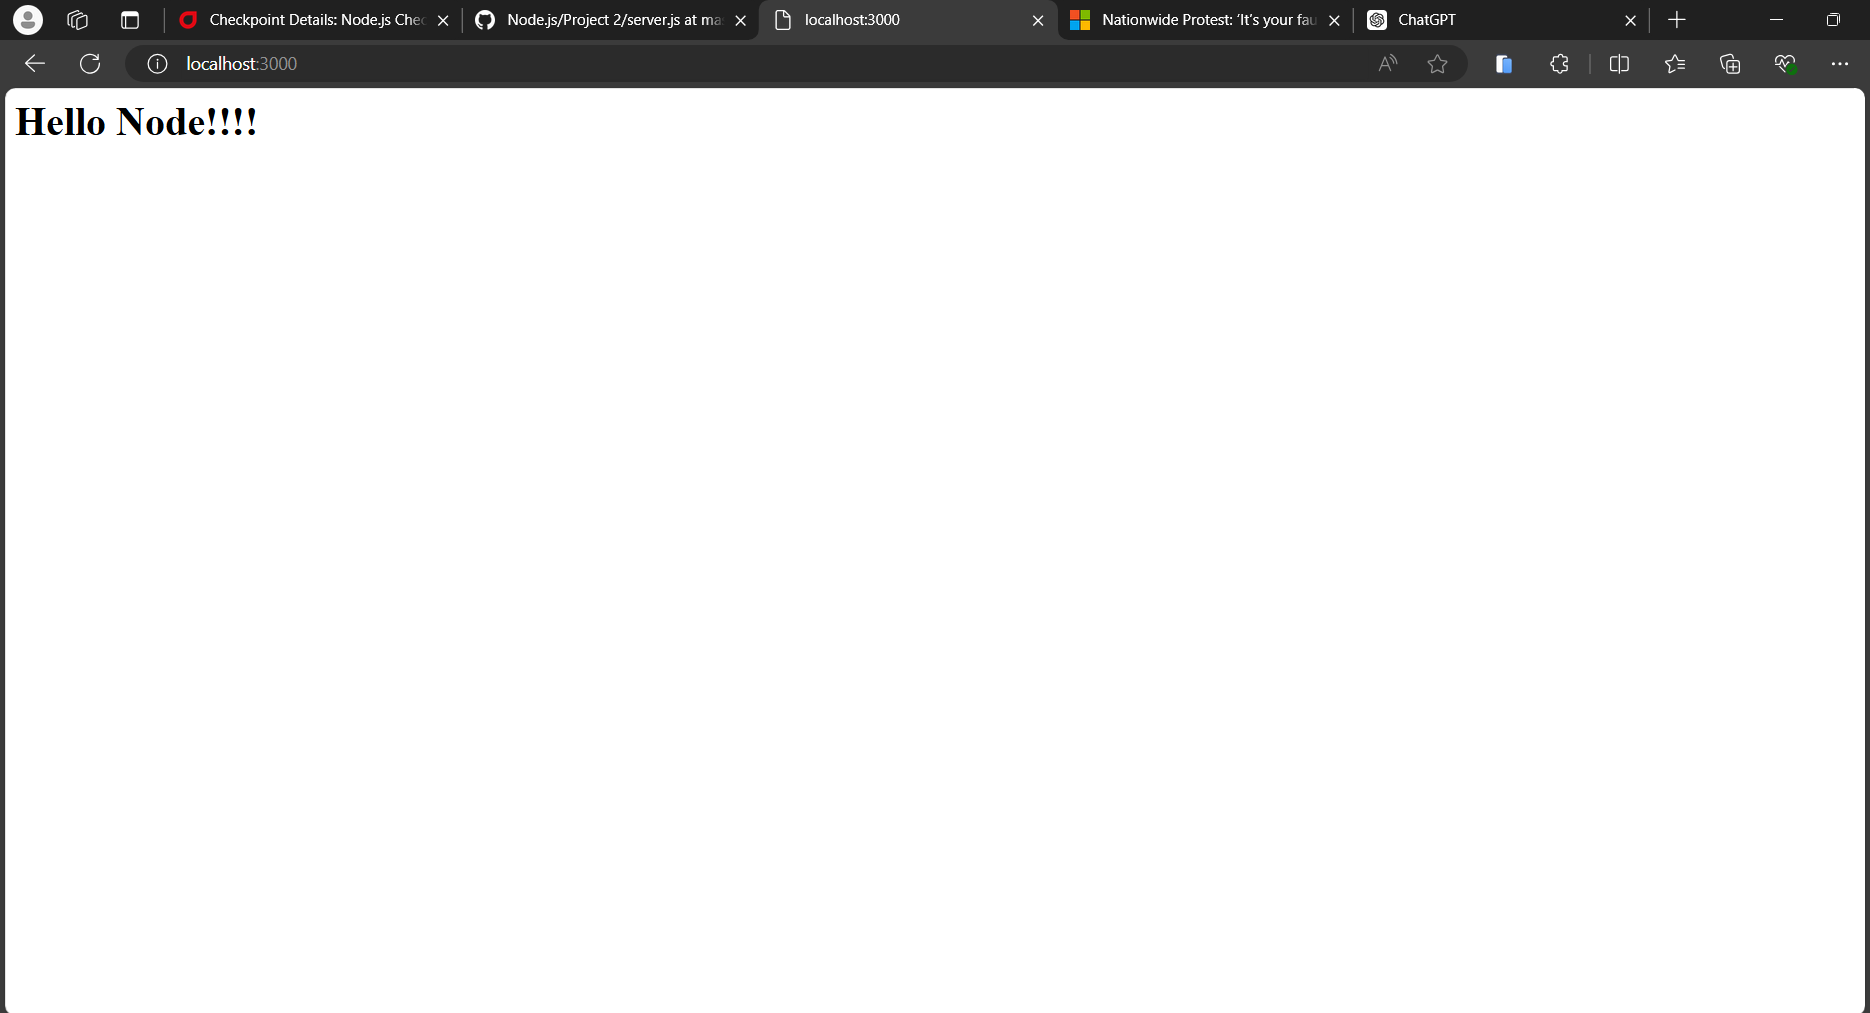 Checkpoint Details: Node.js Chec
Node.js/Project 2/server.js at ma
localhost:3000
Nationwide Protest: 'It's your fau
ChatGPT
localhost:3000
Hello Node!!!!